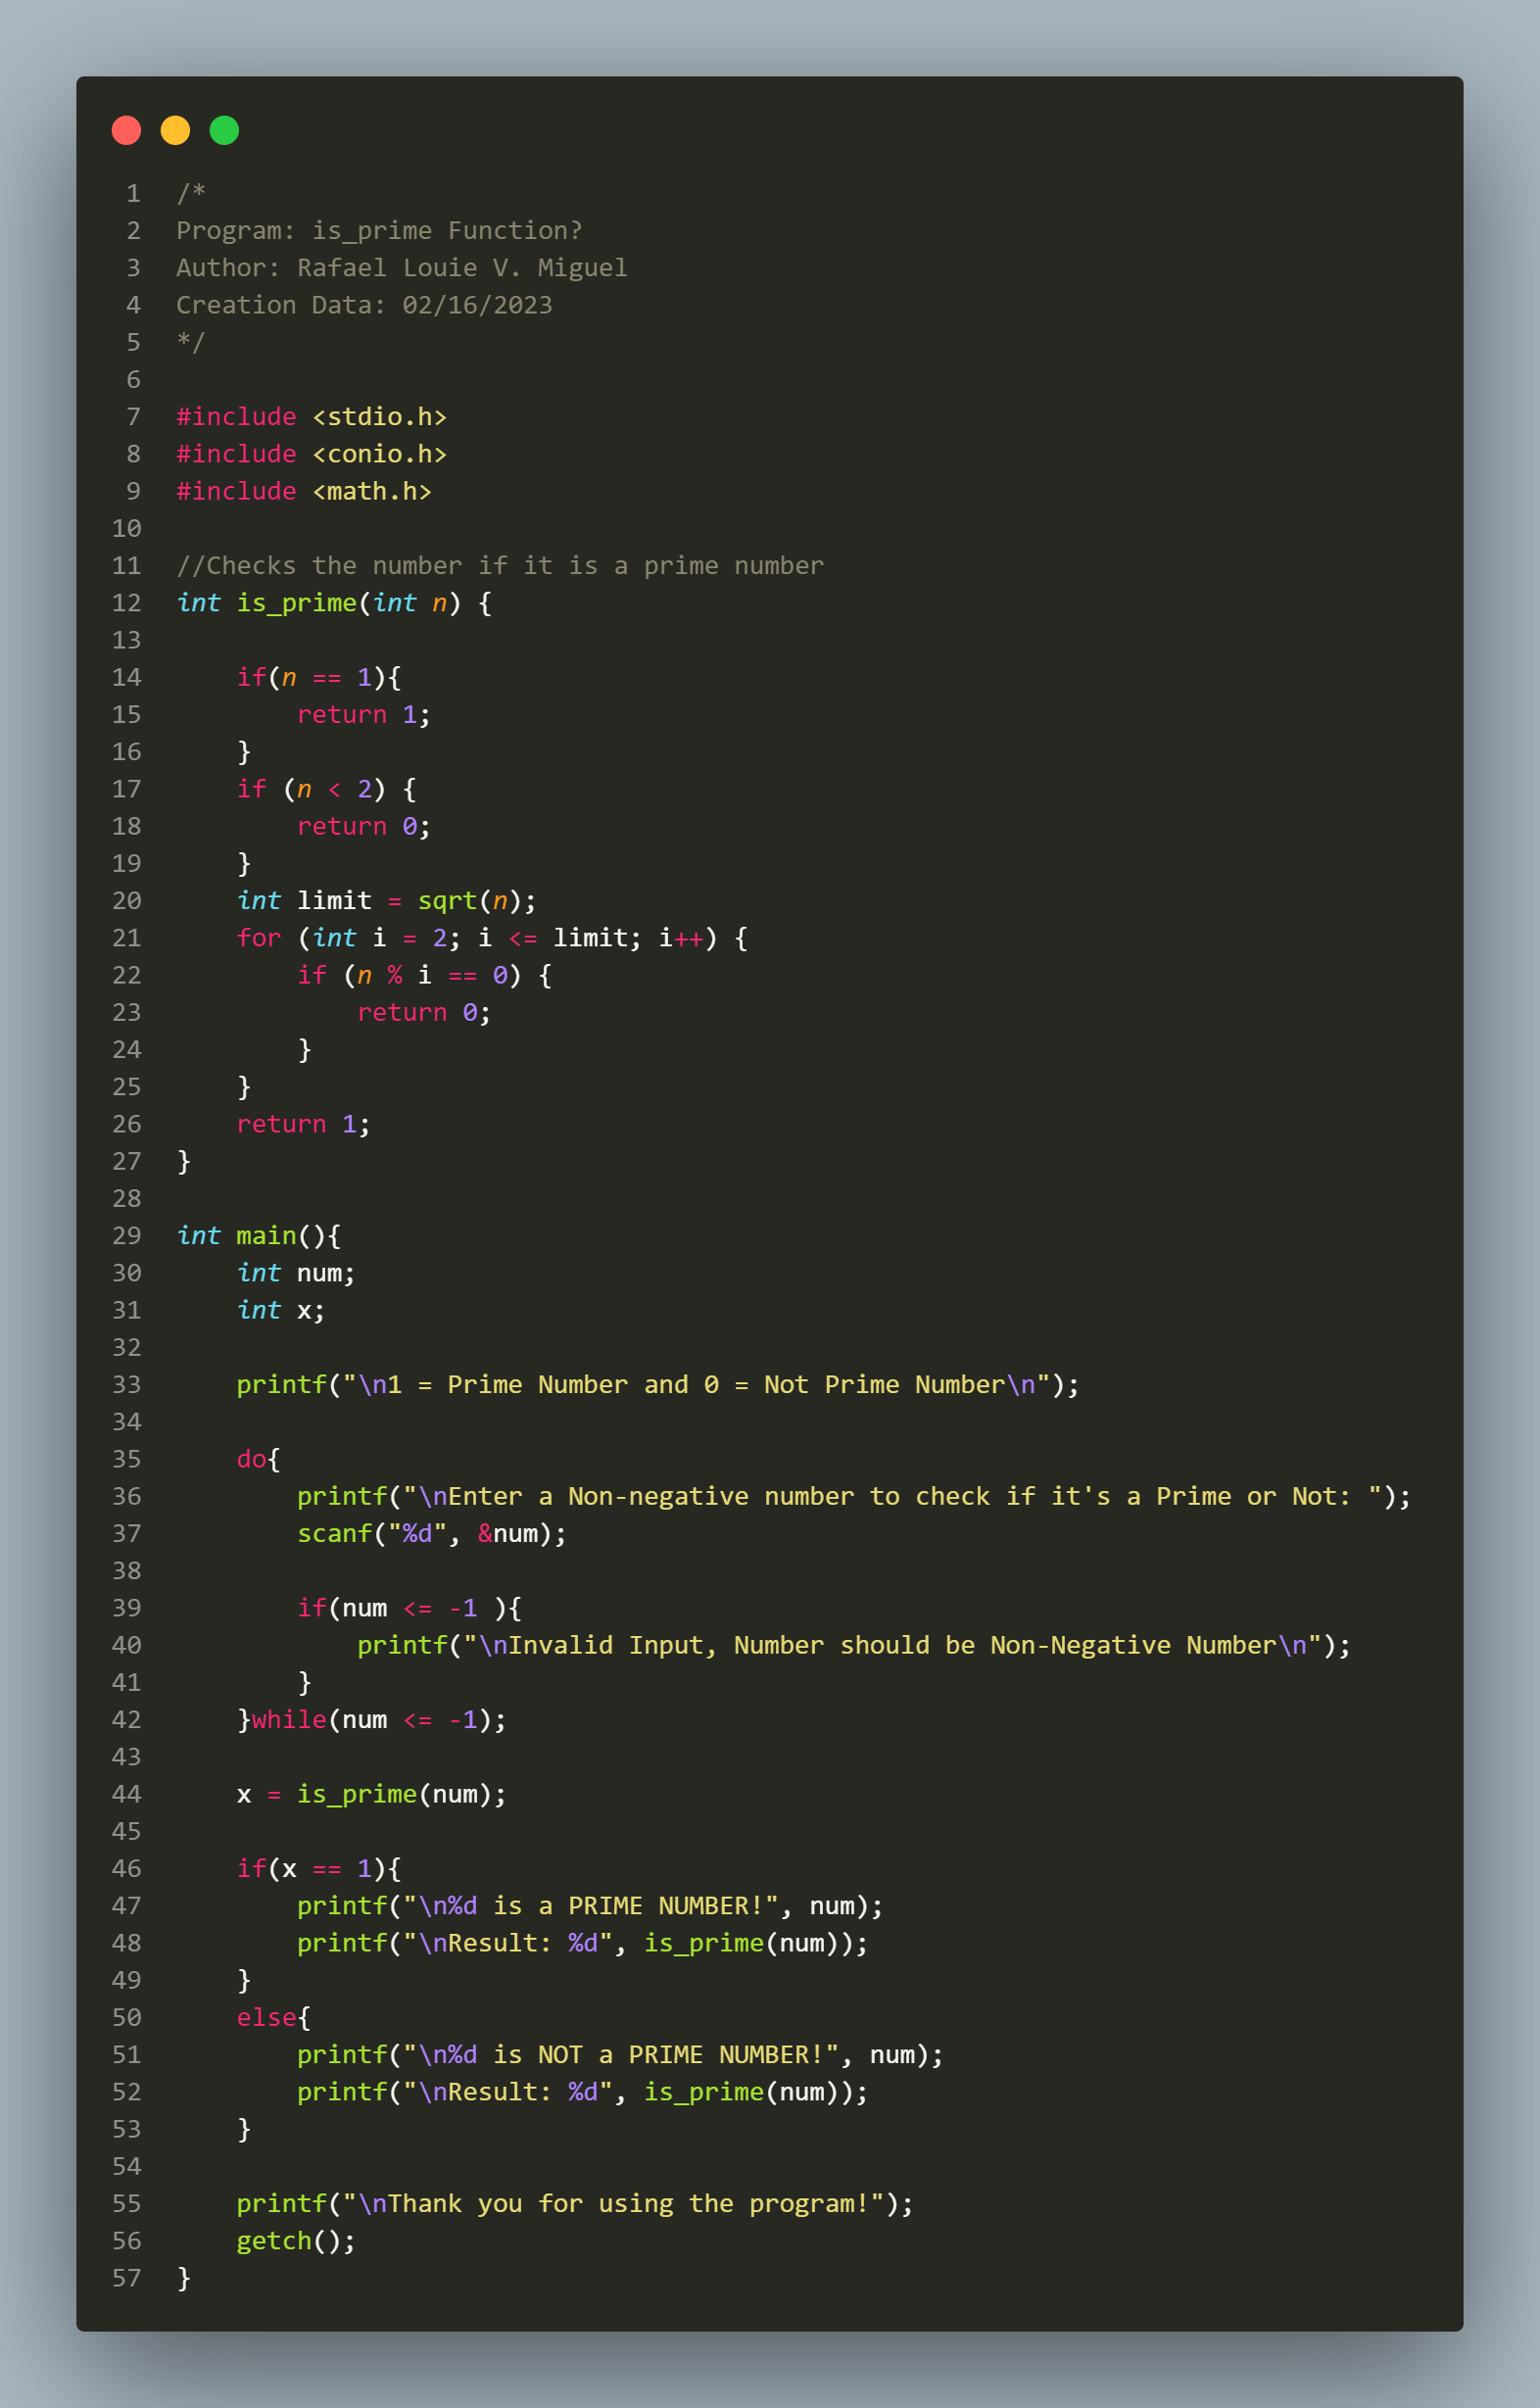 1 /*
2 Program: is_prime Function?
3 Author: Rafael Louie V. Miguel
4 Creation Data: 02/16/2023
5 */
6
7 #include <stdio.h>
8 #include <conio.h>
9 #include <math.h>
10
11 //Checks the number if it is a prime number
12 int is_prime(int n) {
13
14     if(n == 1){
15         return 1;
16     }
17     if (n < 2) {
18         return 0;
19     }
20     int limit = sqrt(n);
21     for (int i = 2; i <= limit; i++) {
22         if (n % i == 0) {
23             return 0;
24         }
25     }
26     return 1;
27 }
28
29 int main(){
30     int num;
31     int x;
32
33     printf("\n1 = Prime Number and 0 = Not Prime Number\n");
34
35     do{
36         printf("\nEnter a Non-negative number to check if it's a Prime or Not: ");
37         scanf("%d", &num);
38
39         if(num <= -1 ){
40             printf("\nInvalid Input, Number should be Non-Negative Number\n");
41         }
42     }while(num <= -1);
43
44     x = is_prime(num);
45
46     if(x == 1){
47         printf("\n%d is a PRIME NUMBER!", num);
48         printf("\nResult: %d", is_prime(num));
49     }
50     else{
51         printf("\n%d is NOT a PRIME NUMBER!", num);
52         printf("\nResult: %d", is_prime(num));
53     }
54
55     printf("\nThank you for using the program!");
56     getch();
57 }